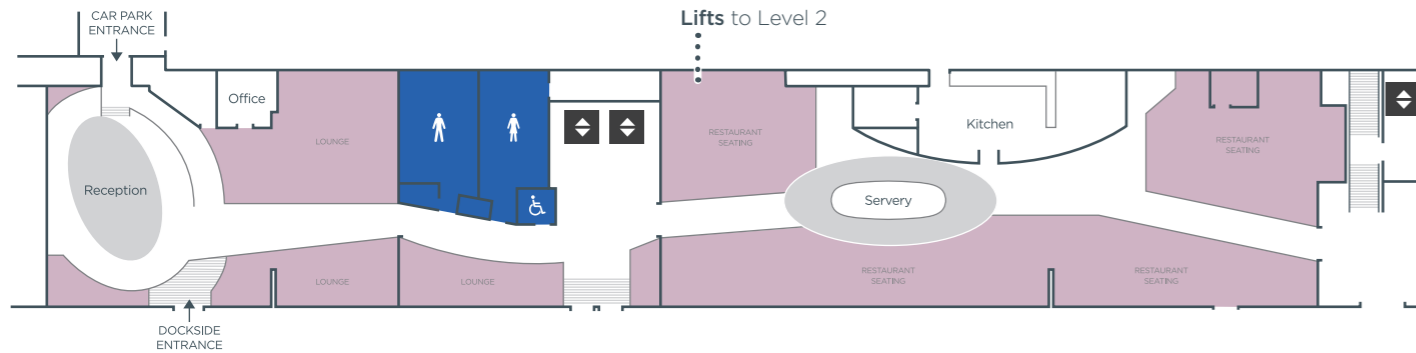 CAR PARK
ENTRANCE
Lifts to Level 2
Office
LOUNGE
RESTAURANT
SEATING
Kitchen
RESTAURANT
SEATING
Reception
Servery
LOUNGE
LOUNGE
RESTAURANT
SEATING
RESTAURANT
SEATING
DOCKSIDE
ENTRANCE